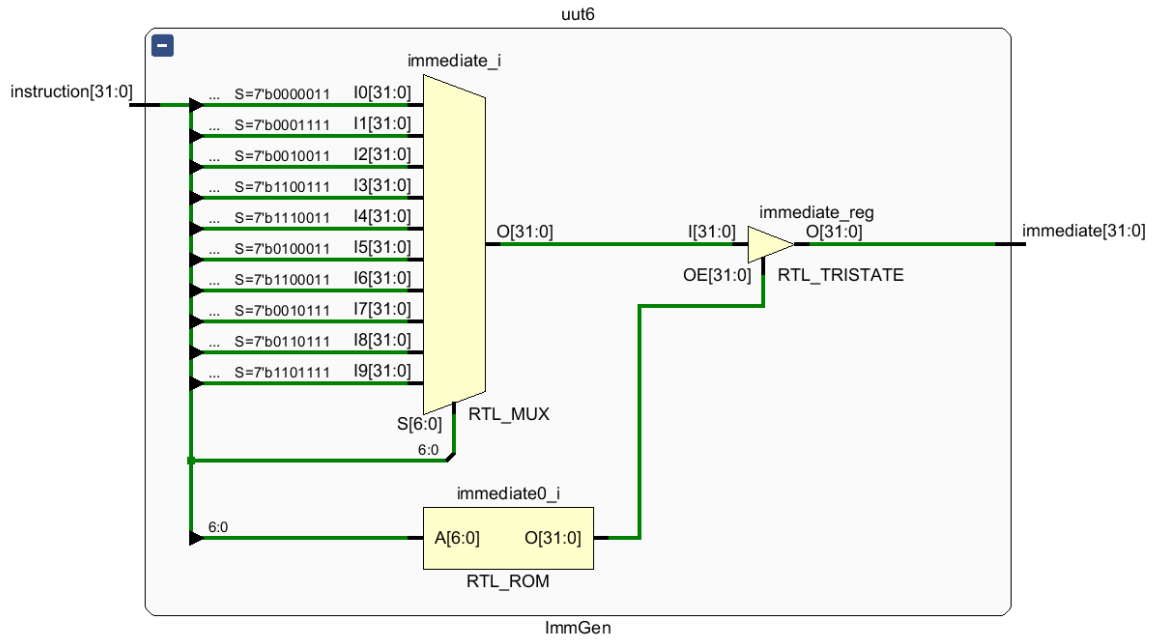 uut6
immediate_i
instruction[31:0]
... S=7'b0000011 I0[31:0]
... S=7'b0001111 I1[31:0]
... S=7'b0010011 I2[31:0]
... S=7'b1100111 I3[31:0]
... S=7'b1110011 I4[31:0]
... S=7'b0100011 I5[31:0]
... S=7'b1100011 I6[31:0]
... S=7'b0010111 I7[31:0]
... S=7'b0110111 I8[31:0]
... S=7'b1101111 I9[31:0]
immediate_reg
O[31:0] I[31:0] O[31:0] immediate[31:0]
OE[31:0] RTL_TRISTATE
S[6:0] RTL_MUX
6:0
immediate0_i
6:0
A[6:0] O[31:0]
RTL_ROM
ImmGen